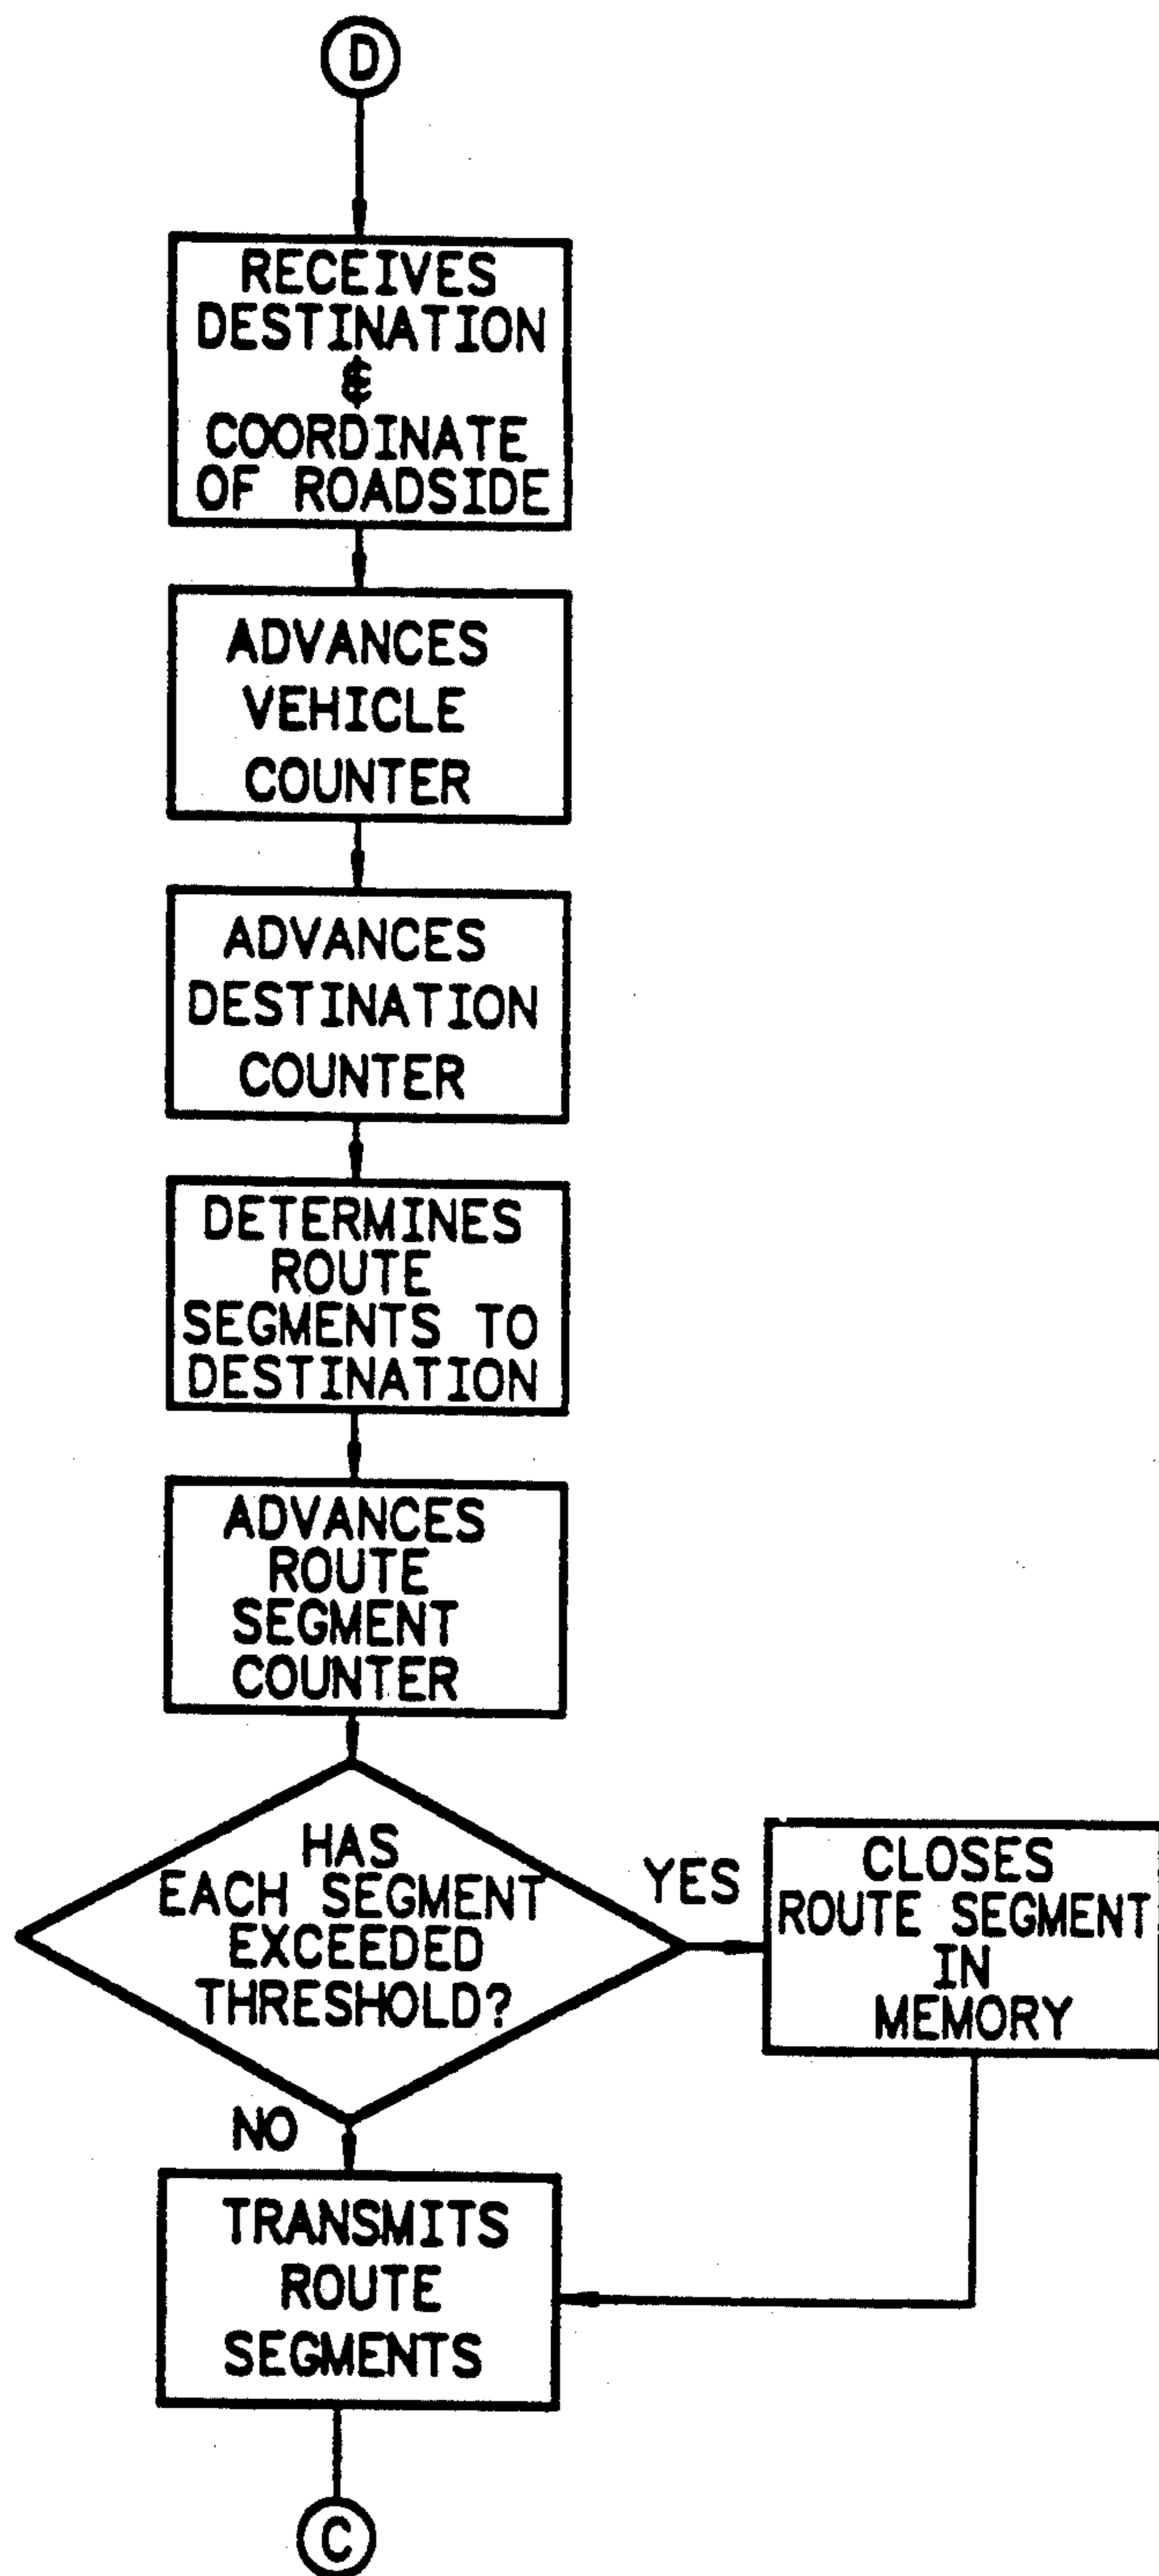 D
RECEIVES
DESTINATION
&
COORDINATE
OF ROADSIDE
ADVANCES
VEHICLE
COUNTER
ADVANCES
DESTINATION
COUNTER
DETERMINES
ROUTE
SEGMENTS TO
DESTINATION
ADVANCES
ROUTE
SEGMENT
COUNTER
HAS
EACH SEGMENT
EXCEEDED
THRESHOLD?
YES
CLOSES
ROUTE SEGMENT
IN
MEMORY
NO
TRANSMITS
ROUTE
SEGMENTS
C